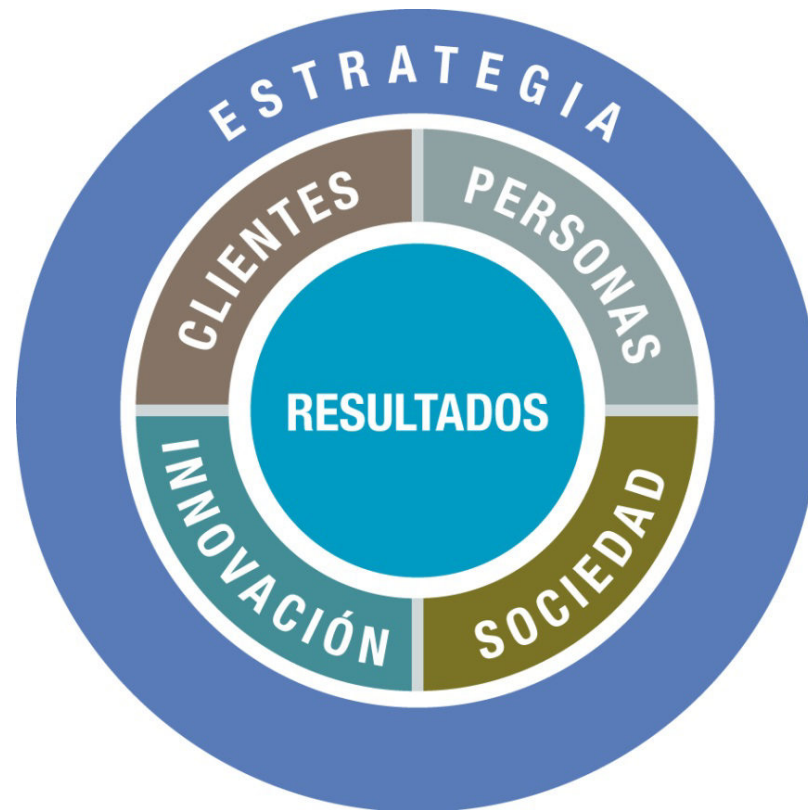 ESTRATEGIA
CLIENTES
PERSONAS
RESULTADOS
INNOVACIÓN
SOCIEDAD